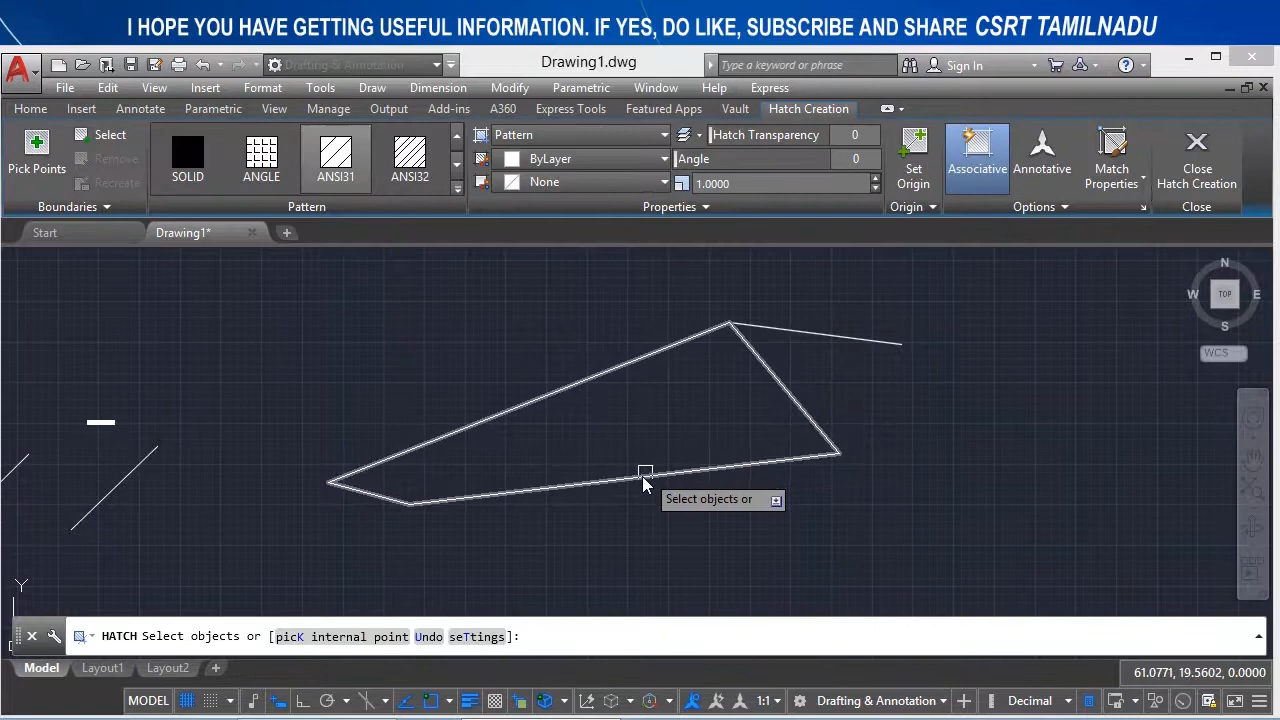 I HOPE YOU HAVE GETTING USEFUL INFORMATION. IF YES, DO LIKE, SUBSCRIBE AND SHARE CSRT TAMILNADU
Drafting & Annotation
Drawing1.dwg
Type a keyword or phrase
Sign In
File Edit View Insert Format Tools Draw Dimension Modify Parametric Window Help Express
Home Insert Annotate Parametric View Manage Output Add-ins A360 Express Tools Featured Apps Vault Hatch Creation
Pick Points
Select
Remove
Recreate
Boundaries
SOLID
ANGLE
ANSI31
ANSI32
Pattern
Pattern
ByLayer
None
Hatch Transparency 0
Angle 0
1.0000
Properties
Set Origin
Origin
Associative
Annotative
Match Properties
Options
Close Hatch Creation
Close
Start
Drawing1*
N
W
TOP
E
S
WCS
Select objects or
Y
HATCH Select objects or [picK internal point Undo seTtings]:
Model Layout1 Layout2
61.0771, 19.5602, 0.0000
MODEL
1:1
Drafting & Annotation
Decimal